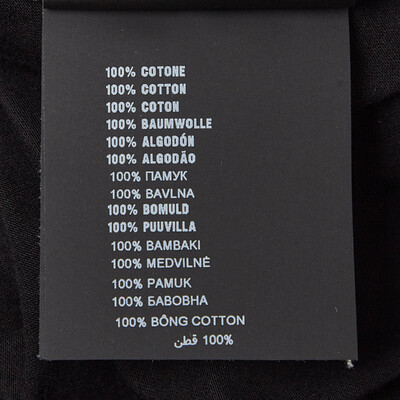 100% COTONE
100% COTTON
100% COTON
100% BAUMWOLLE
100% ALGODÓN
100% ALGODÃO
100% ПАМУК
100% BAVLNA
100% BOMULD
100% PUUVILLA
100% BAMBAKI
100% MEDVILNĖ
100% PAMUK
100% БАВОВНА
100% BÔNG COTTON
100% قطن